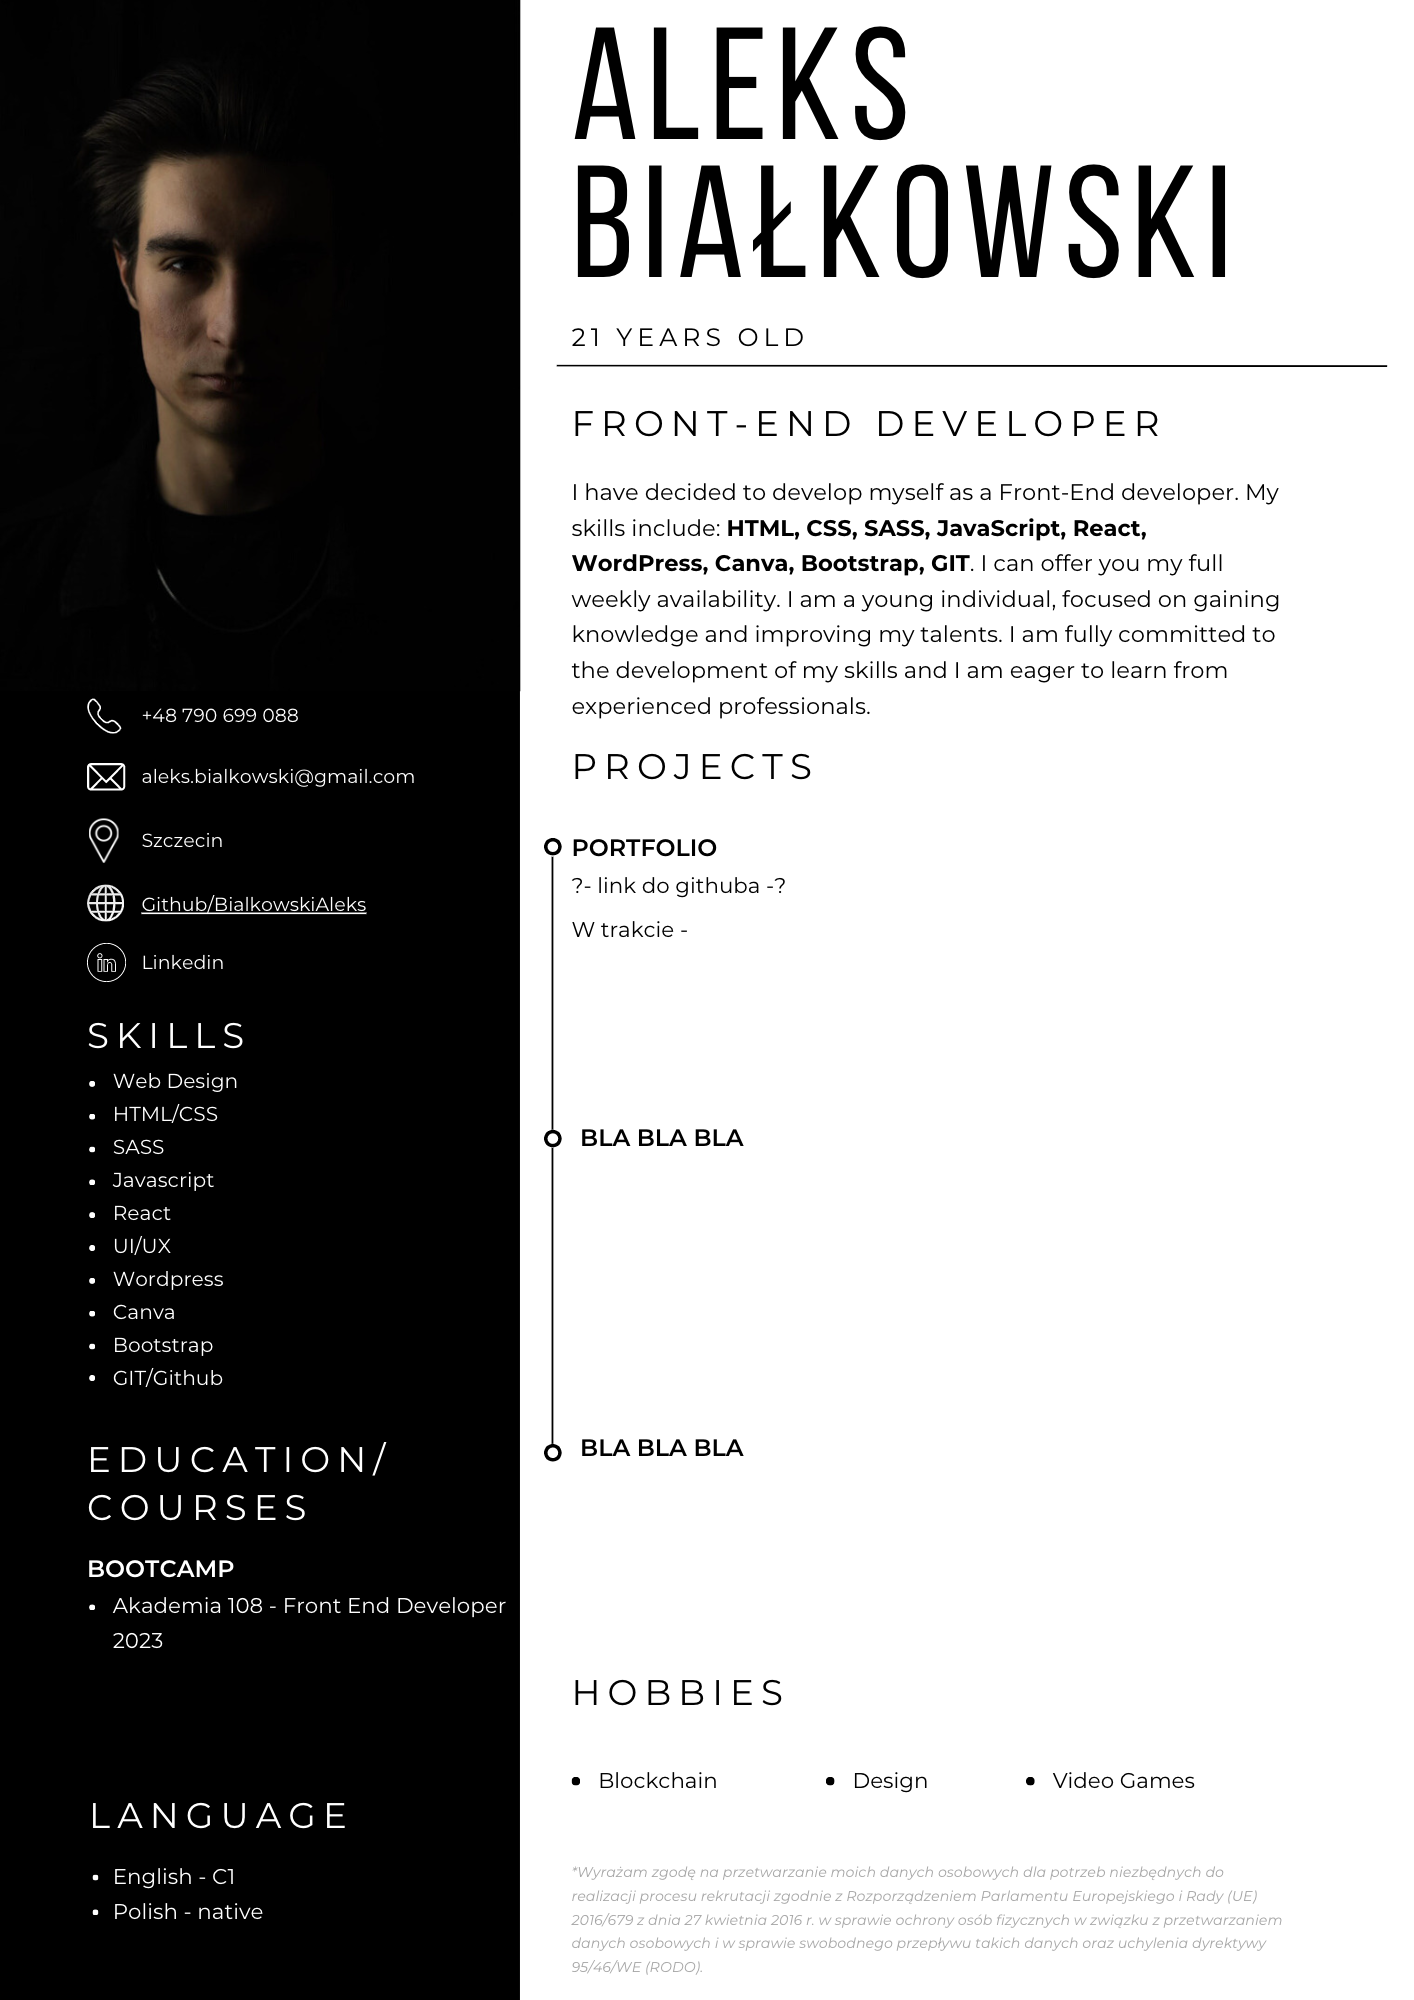 ALEKS
BIAŁKOWSKI
21 YEARS OLD
FRONT-END DEVELOPER
I have decided to develop myself as a Front-End developer. My
skills include: HTML, CSS, SASS, JavaScript, React,
WordPress, Canva, Bootstrap, GIT. I can offer you my full
weekly availability. I am a young individual, focused on gaining
knowledge and improving my talents. I am fully committed to
the development of my skills and I am eager to learn from
experienced professionals.
PROJECTS
PORTFOLIO
?- link do githuba -?
W trakcie -
BLA BLA BLA
BLA BLA BLA
HOBBIES
Blockchain
Design
Video Games
*Wyrażam zgodę na przetwarzanie moich danych osobowych dla potrzeb niezbędnych do
realizacji procesu rekrutacji zgodnie z Rozporządzeniem Parlamentu Europejskiego i Rady (UE)
2016/679 z dnia 27 kwietnia 2016 r. w sprawie ochrony osób fizycznych w związku z przetwarzaniem
danych osobowych i w sprawie swobodnego przepływu takich danych oraz uchylenia dyrektywy
95/46/WE (RODO).
+48 790 699 088
aleks.bialkowski@gmail.com
Szczecin
Github/BialkowskiAleks
in
Linkedin
SKILLS
Web Design
HTML/CSS
SASS
Javascript
React
UI/UX
Wordpress
Canva
Bootstrap
GIT/Github
EDUCATION/
COURSES
BOOTCAMP
Akademia 108 - Front End Developer
2023
LANGUAGE
English - C1
Polish - native